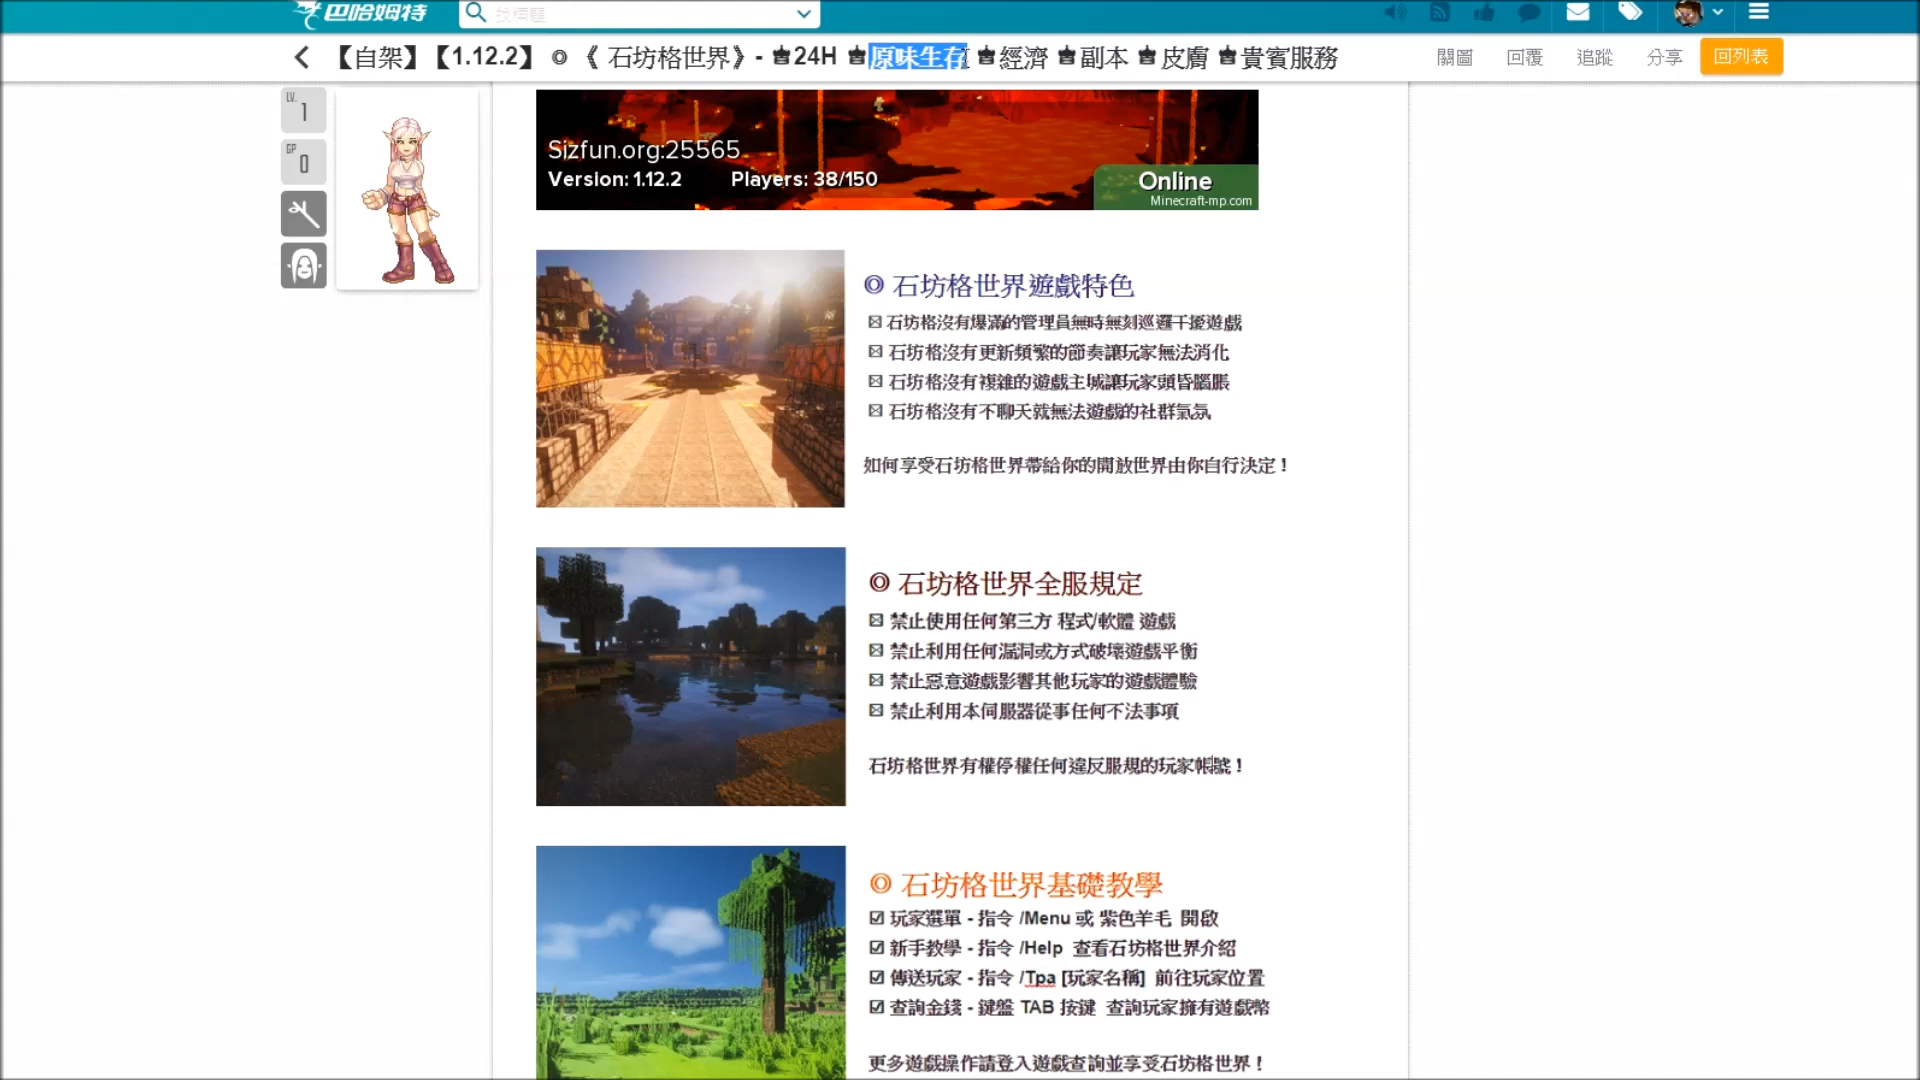 巴哈姆特
找標題
【自架】【1.12.2】 ◎ 《 石坊格世界》- ♚24H ♚原味生存 ♚經濟 ♚副本 ♚皮膚 ♚貴賓服務
關圖 回覆 追蹤 分享 回列表
LV. 1
GP 0
Sizfun.org:25565
Version: 1.12.2 Players: 38/150
Online
Minecraft-mp.com
◎ 石坊格世界遊戲特色
☒ 石坊格沒有爆滿的管理員無時無刻巡邏干擾遊戲
☒ 石坊格沒有更新頻繁的節奏讓玩家無法消化
☒ 石坊格沒有複雜的遊戲主城讓玩家頭昏腦脹
☒ 石坊格沒有不聊天就無法遊戲的社群氣氛
如何享受石坊格世界帶給你的開放世界由你自行決定！
◎ 石坊格世界全服規定
☒ 禁止使用任何第三方 程式/軟體 遊戲
☒ 禁止利用任何漏洞或方式破壞遊戲平衡
☒ 禁止惡意遊戲影響其他玩家的遊戲體驗
☒ 禁止利用本伺服器從事任何不法事項
石坊格世界有權停權任何違反服規的玩家帳號！
◎ 石坊格世界基礎教學
☑ 玩家選單 - 指令 /Menu 或 紫色羊毛 開啟
☑ 新手教學 - 指令 /Help 查看石坊格世界介紹
☑ 傳送玩家 - 指令 /Tpa [玩家名稱] 前往玩家位置
☑ 查詢金錢 - 鍵盤 TAB 按鍵 查詢玩家擁有遊戲幣
更多遊戲操作請登入遊戲查詢並享受石坊格世界！